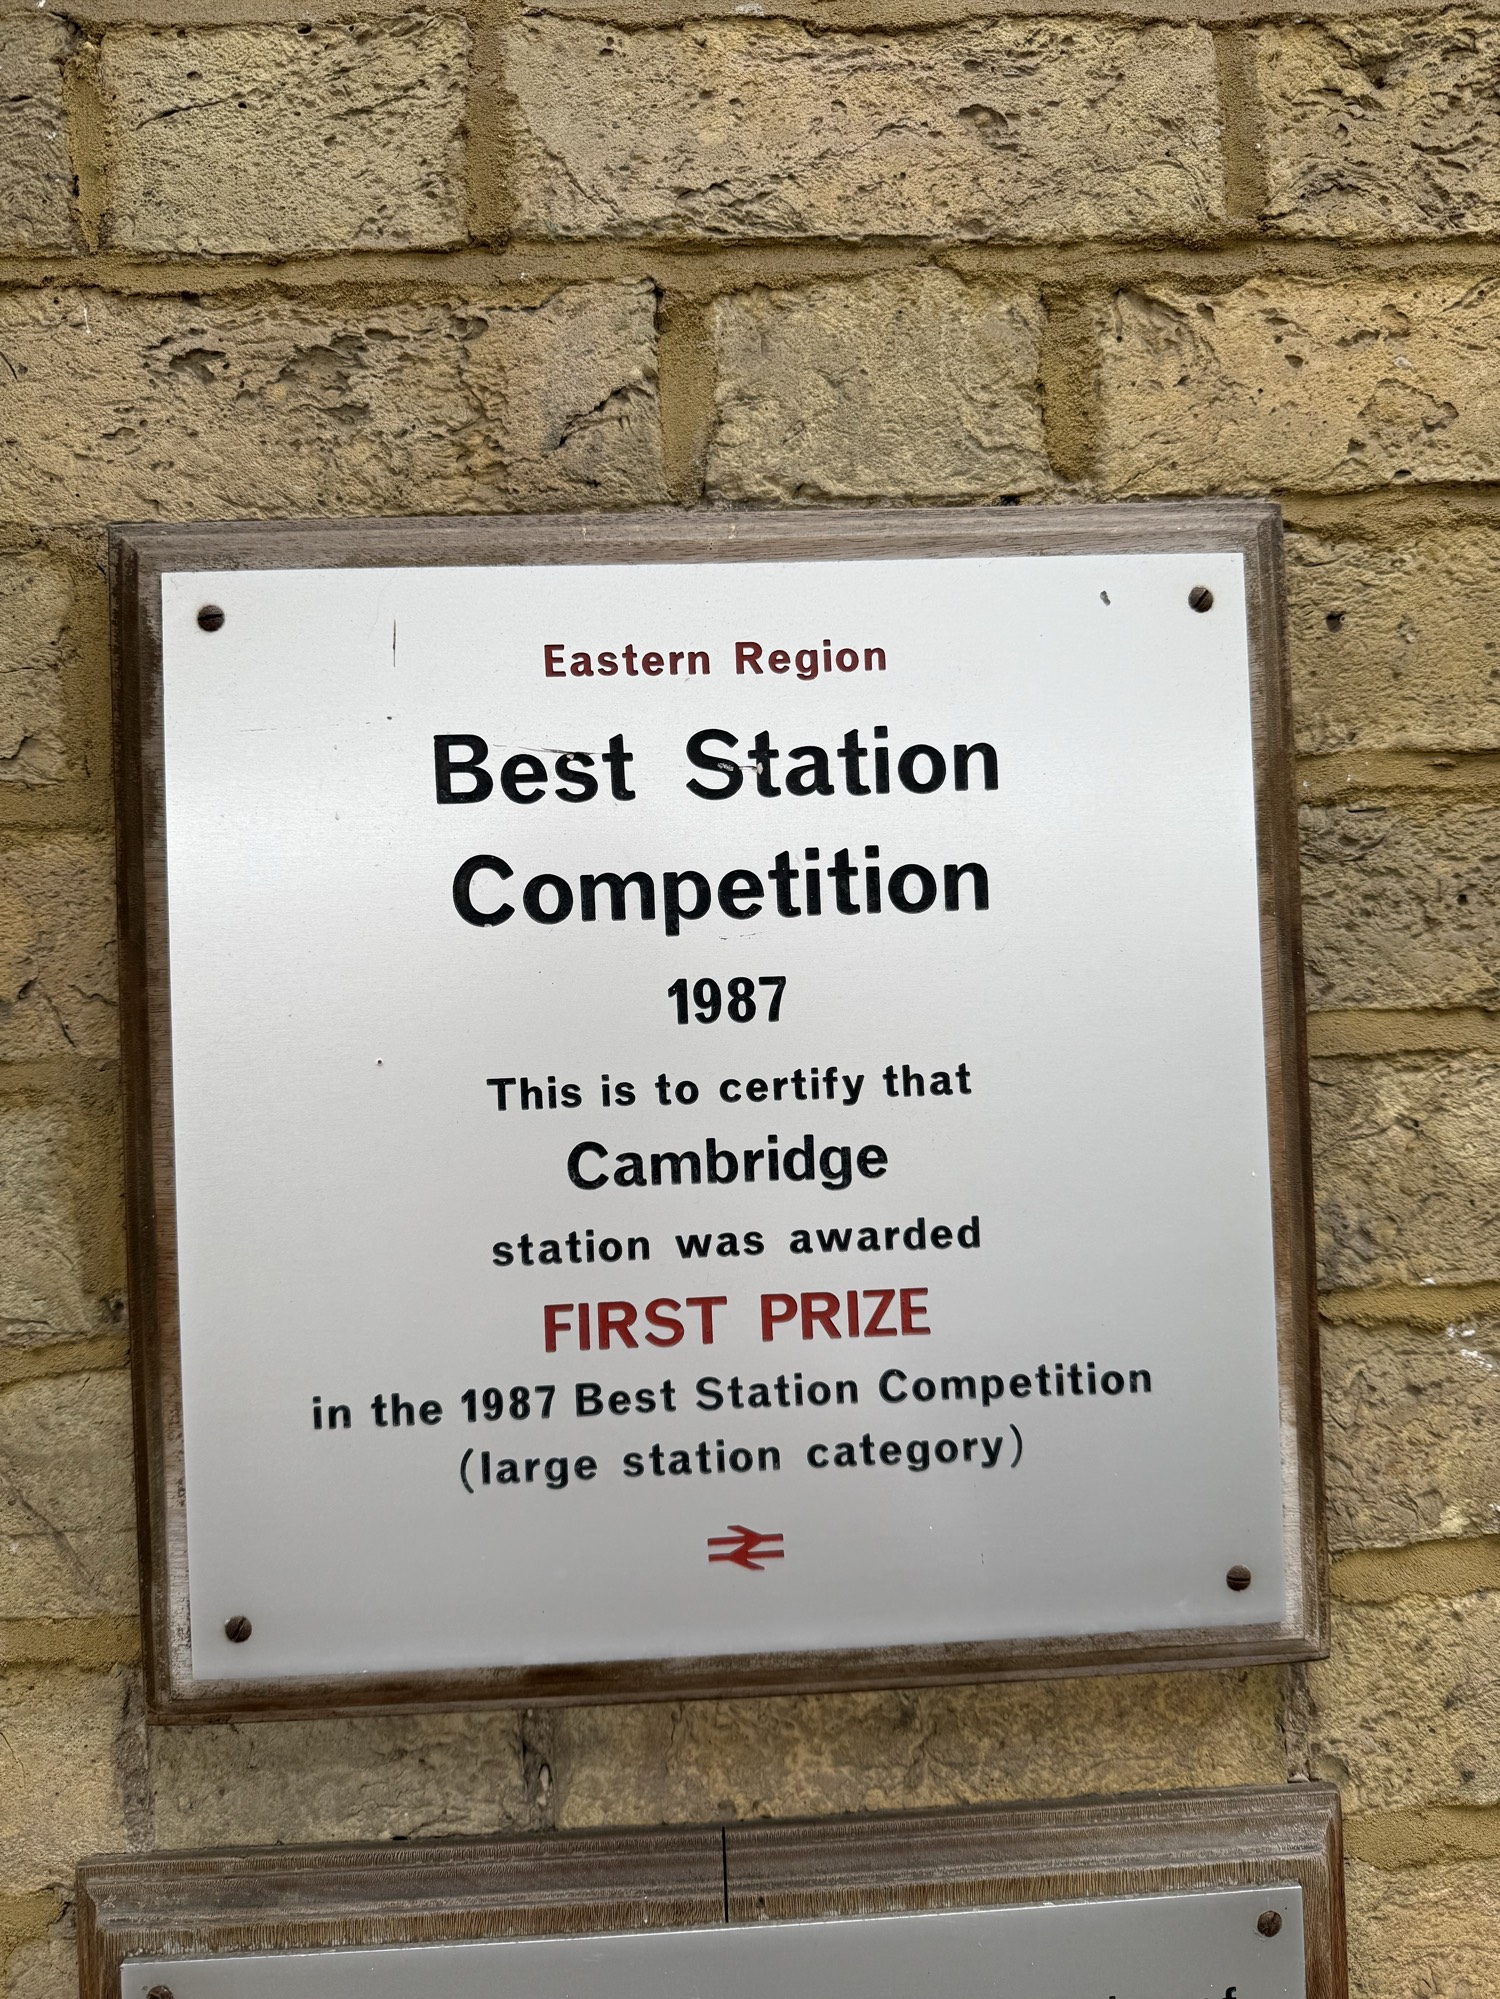 Eastern Region
Best Station
Competition
1987
This is to certify that
Cambridge
station was awarded
FIRST PRIZE
in the 1987 Best Station Competition
(large station category)